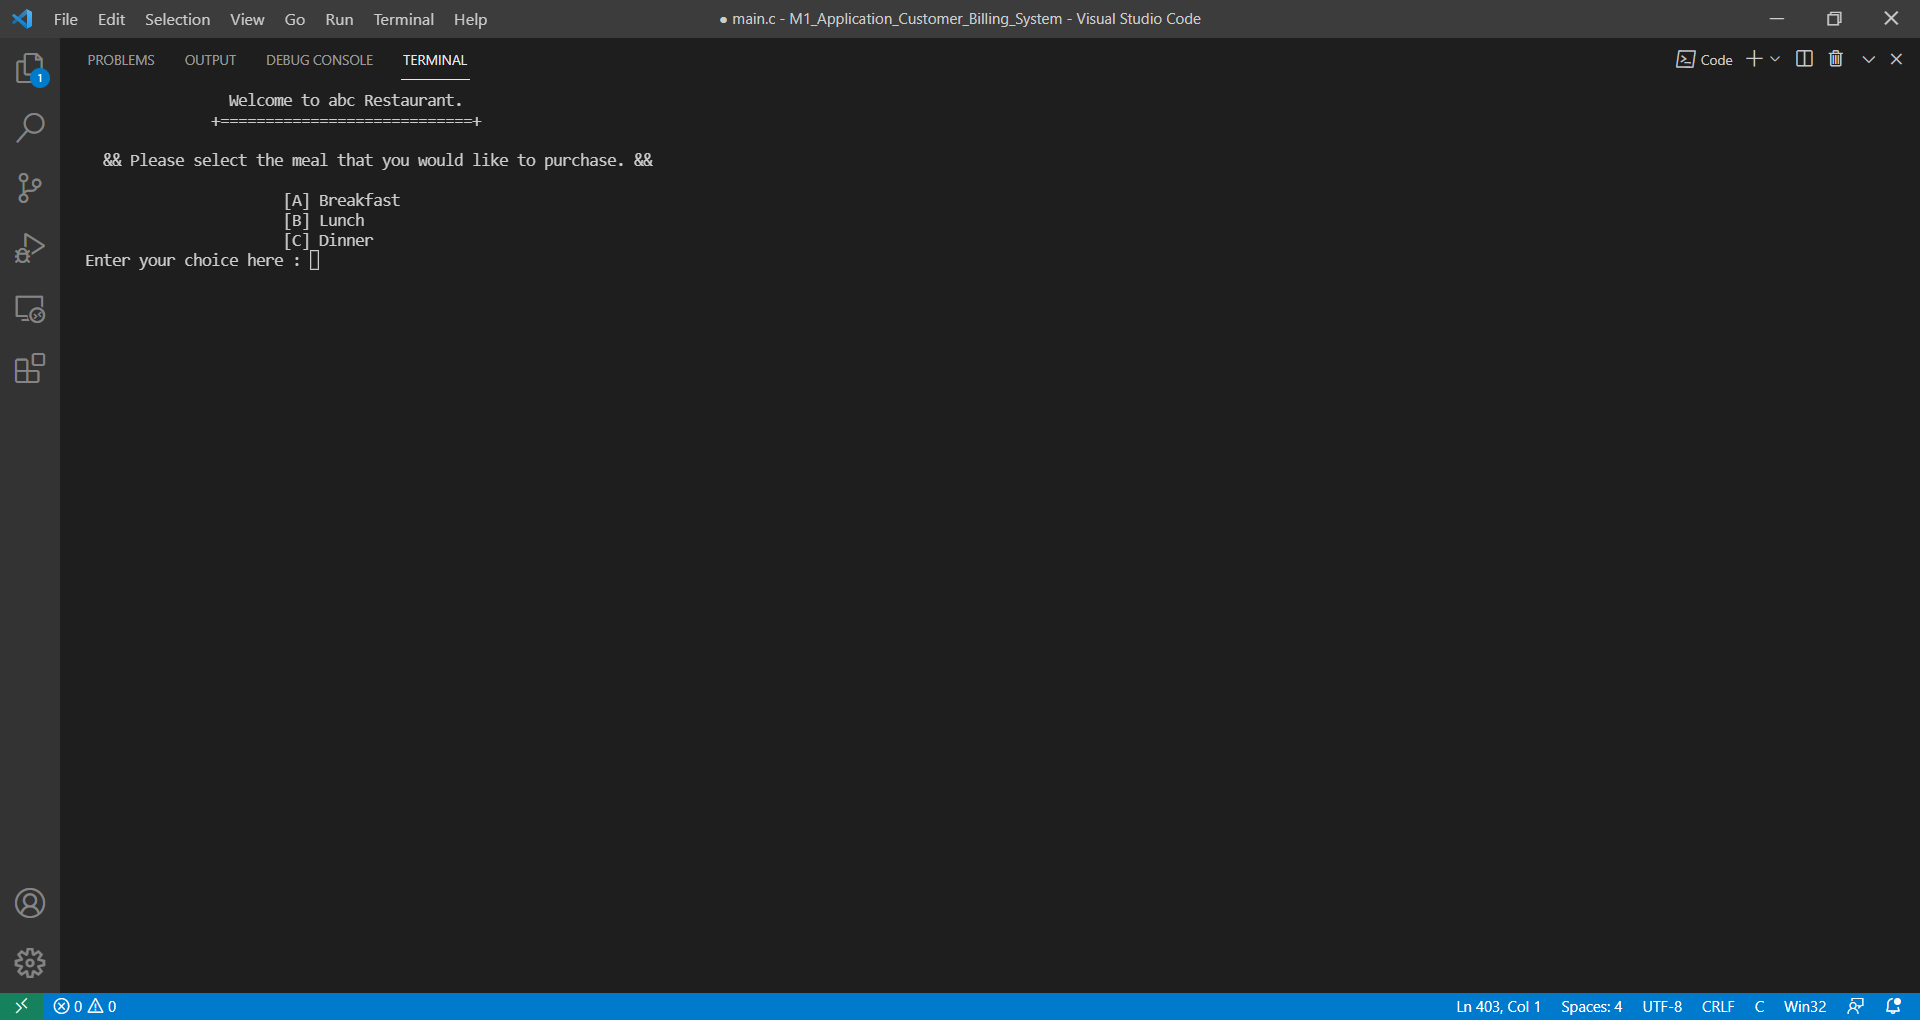 File Edit Selection View Go Run Terminal Help ● main.c - M1_Application_Customer_Billing_System - Visual Studio Code
1
PROBLEMS OUTPUT DEBUG CONSOLE TERMINAL Code
Welcome to abc Restaurant.
+============================+
&& Please select the meal that you would like to purchase. &&
[A] Breakfast
[B] Lunch
[C] Dinner
Enter your choice here :
0 0 Ln 403, Col 1 Spaces: 4 UTF-8 CRLF C Win32